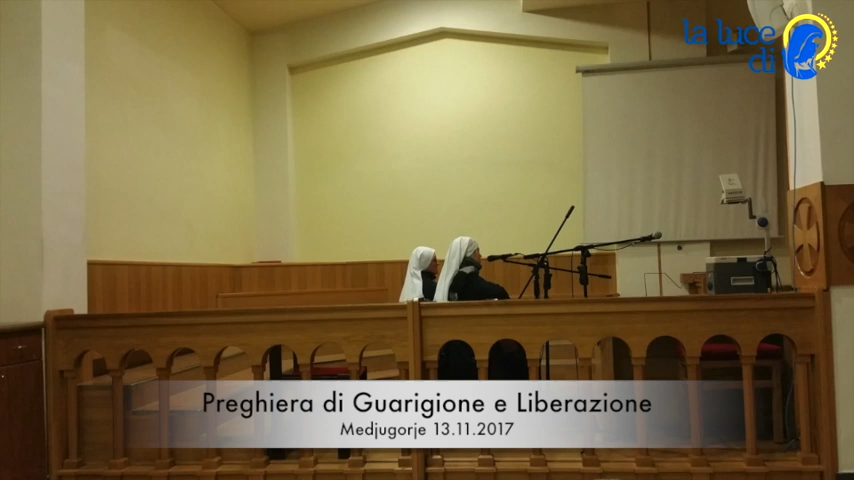 la luce
di
Preghiera di Guarigione e Liberazione
Medjugorje 13.11.2017